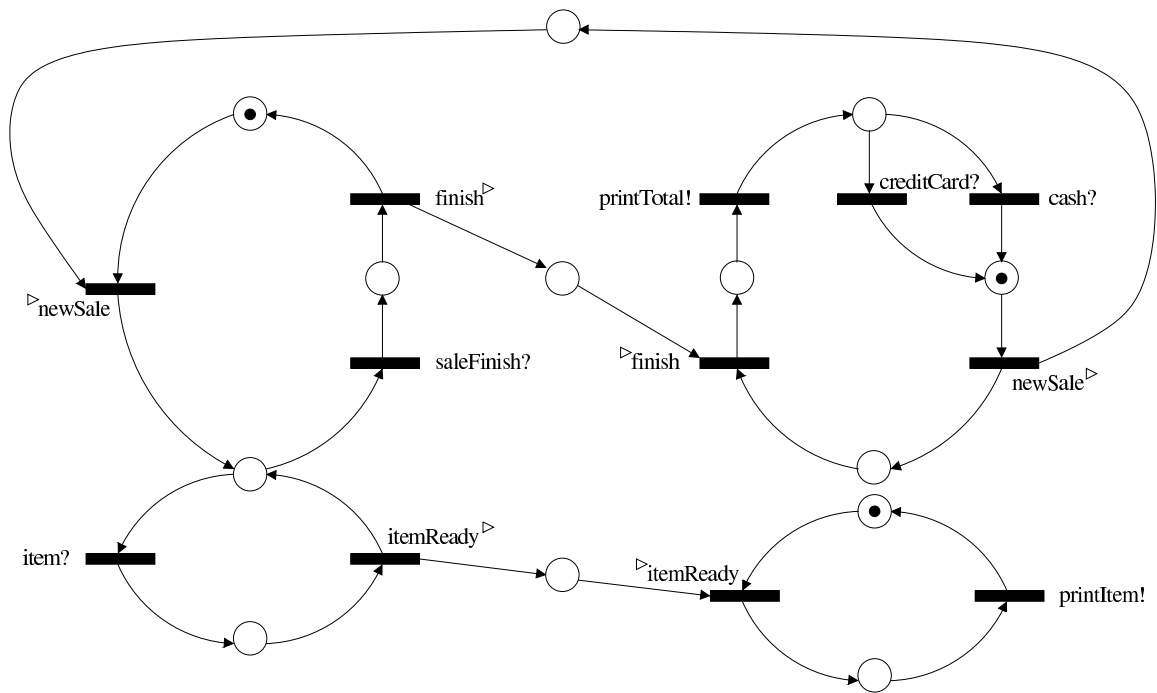 creditCard?
finish▷
printTotal!
cash?
▷newSale
saleFinish?
▷finish
newSale▷
itemReady▷
item?
▷itemReady
printItem!